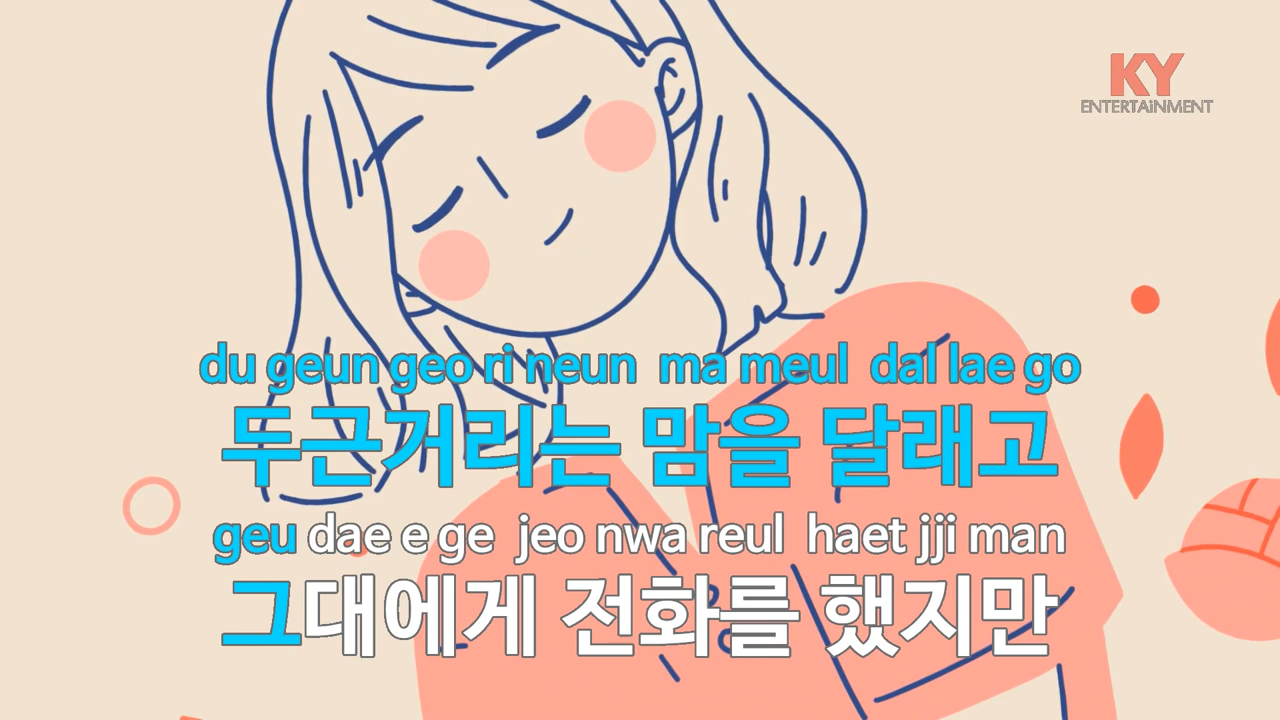 KY
ENTERTAiNMENT
du geun geo ri neun ma meul dal lae go
두근거리는 맘을 달래고
geu dae e ge jeo nwa reul haet jji man
그대에게 전화를 했지만